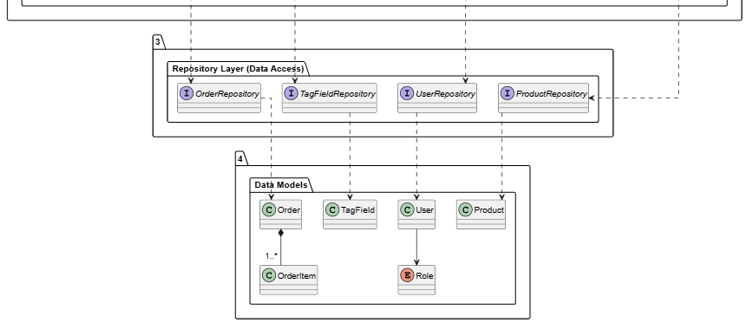 3
Repository Layer (Data Access)
I OrderRepository
I TagFieldRepository
I UserRepository
I ProductRepository
4
Data Models
C Order
C TagField
C User
C Product
1..*
C OrderItem
E Role